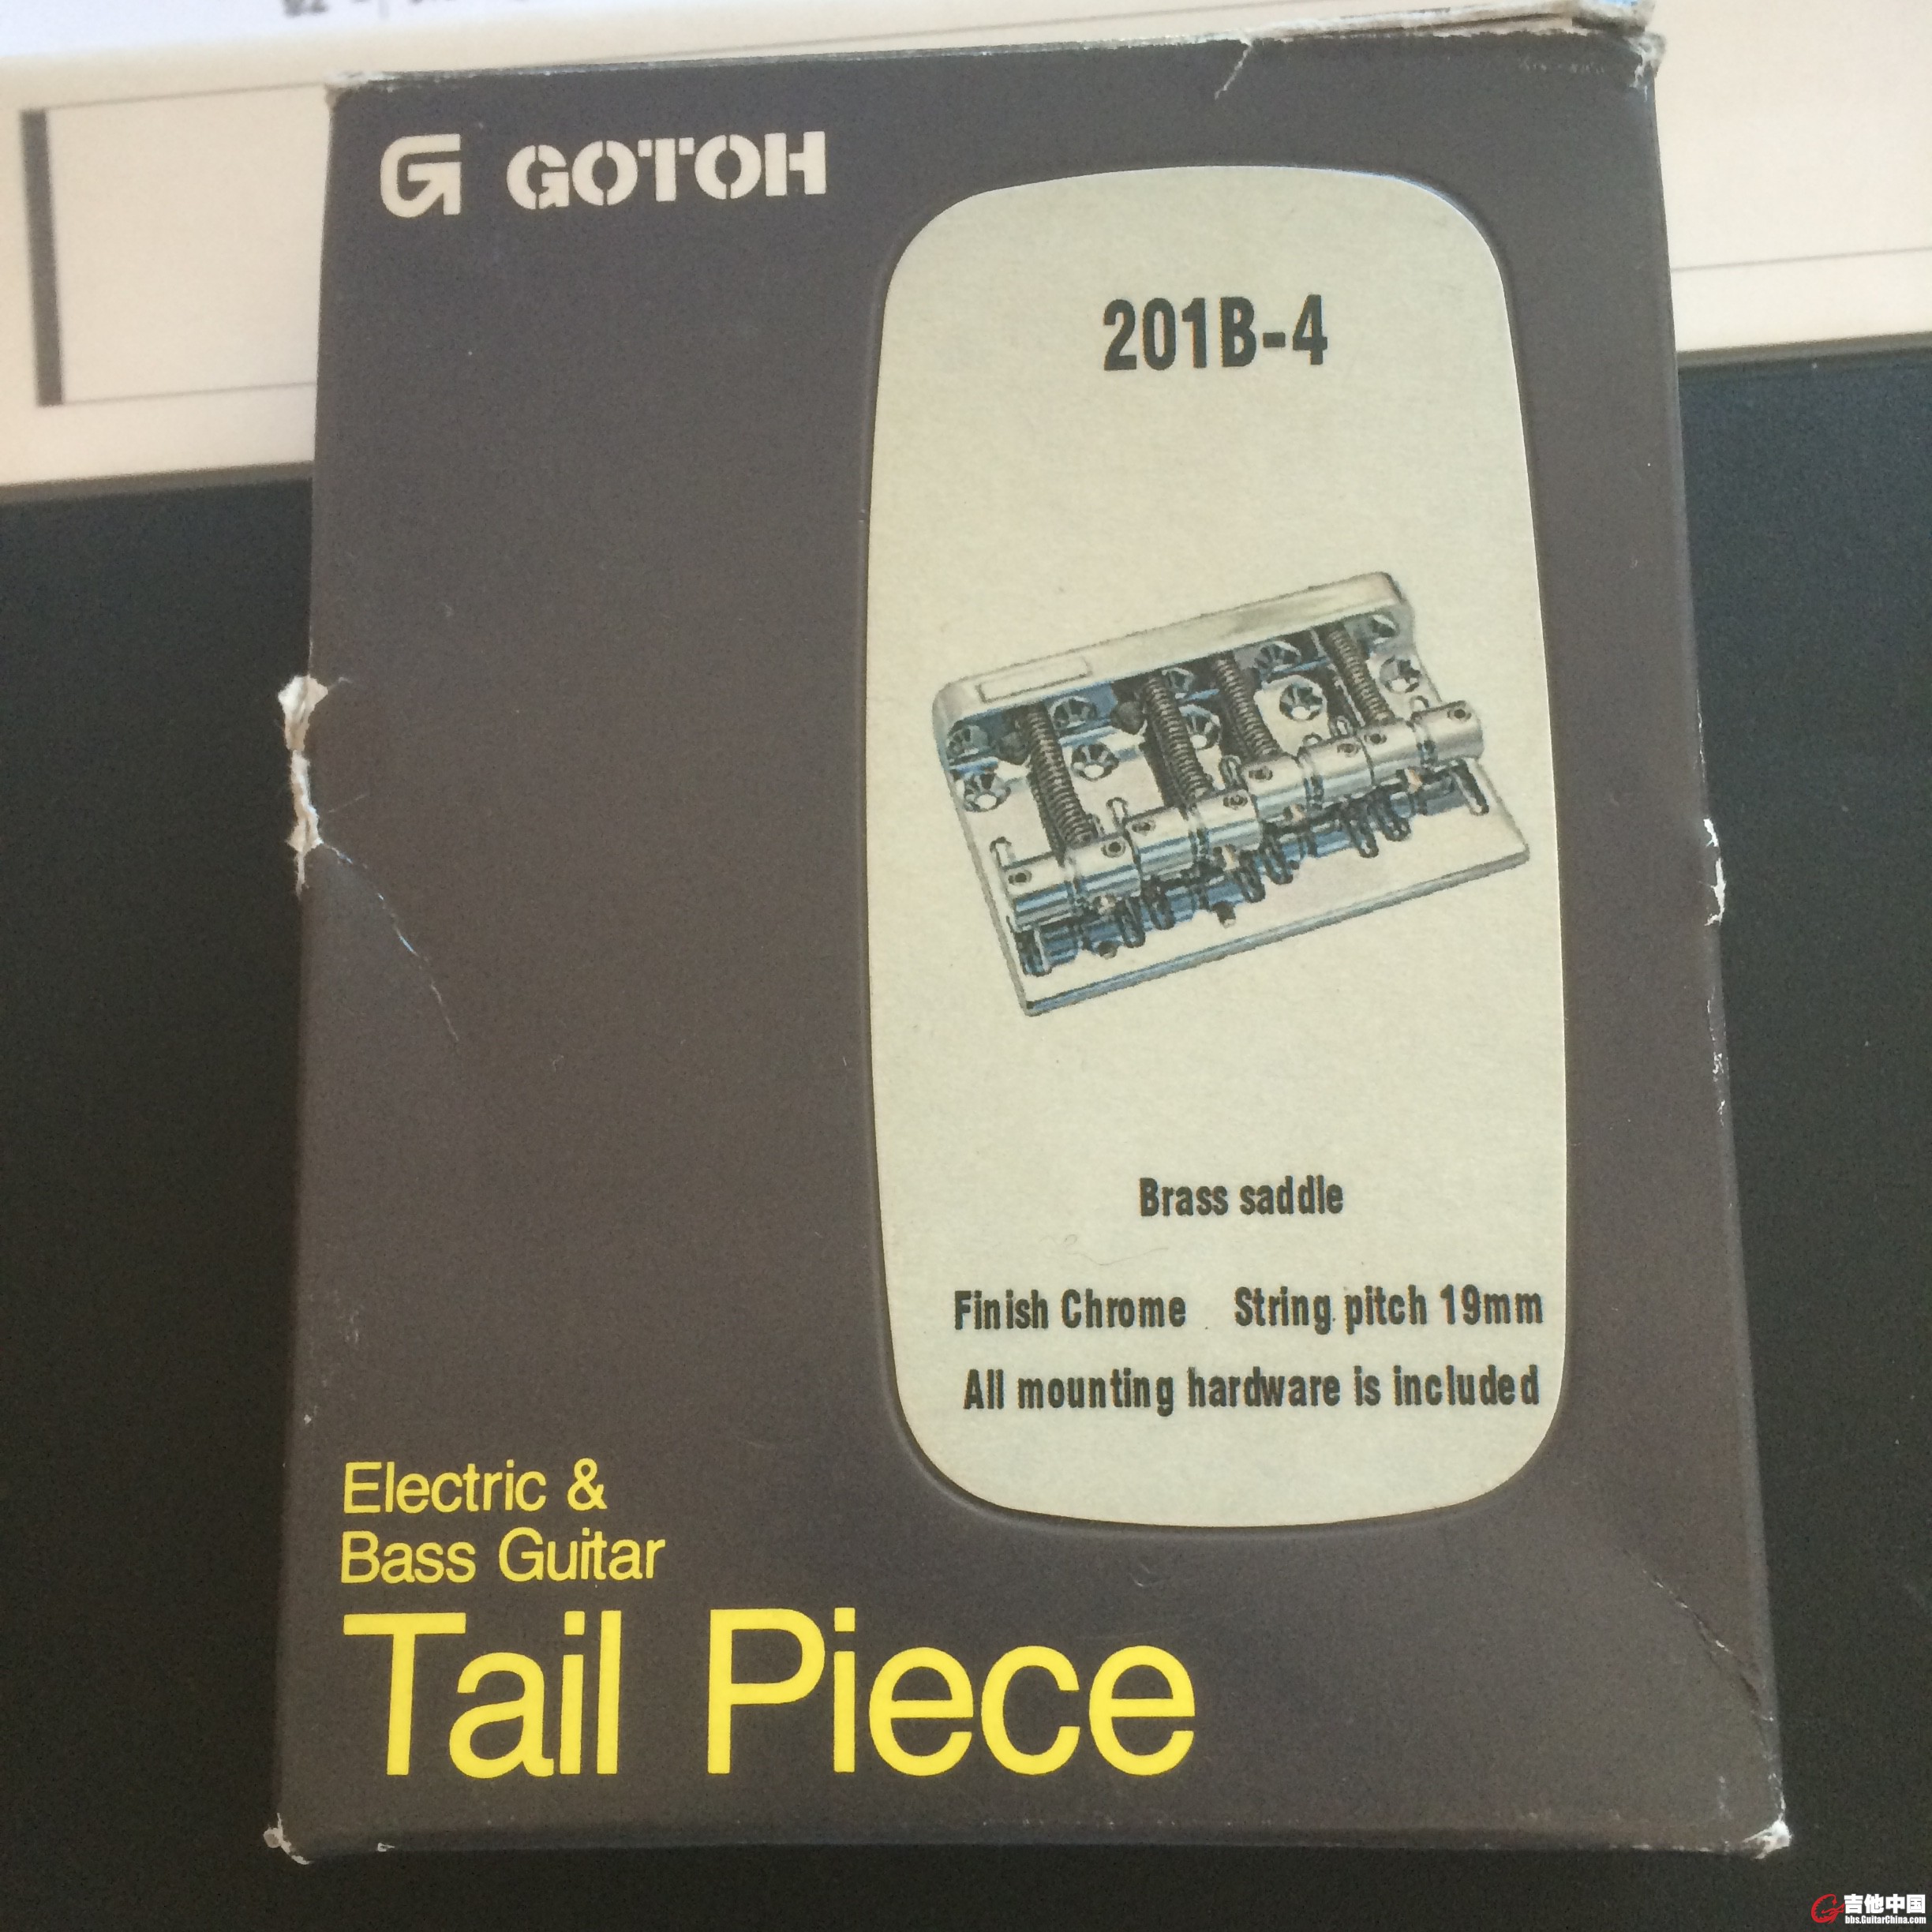 GOTOH
201B-4
Brass saddle
Finish Chrome String pitch 19mm
All mounting hardware is included
Electric &
Bass Guitar
Tail Piece
吉他中国
bbs.GuitarChina.com